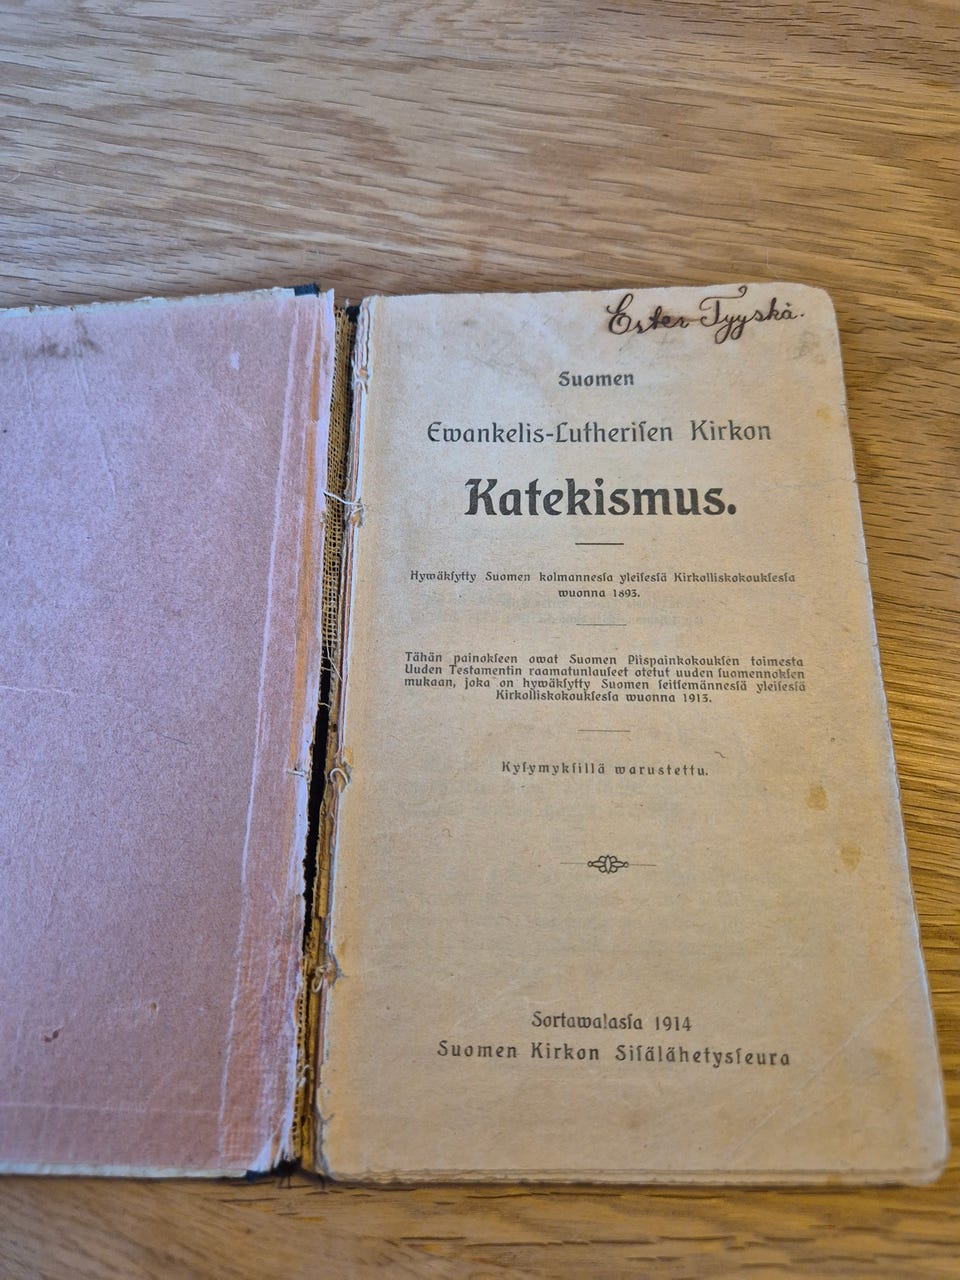 Ester Tyyskä.
Suomen
Ewankelis-Lutheriſen Kirkon
Katekismus.
Hywäkſytty Suomen kolmannesſa yleiſesſä Kirkolliskokoukſesſa
wuonna 1893.
Tähän painokſeen owat Suomen Piispainkokoukſen toimesta
Uuden Testamentin raamatunlauſeet otetut uuden ſuomennokſen
mukaan, joka on hywäkſytty Suomen ſeitſemännesſä yleiſesſä
Kirkolliskokoukſesſa wuonna 1913.
Kyſymykſillä warustettu.
Sortawalasſa 1914
Suomen Kirkon Siſälähetysſeura